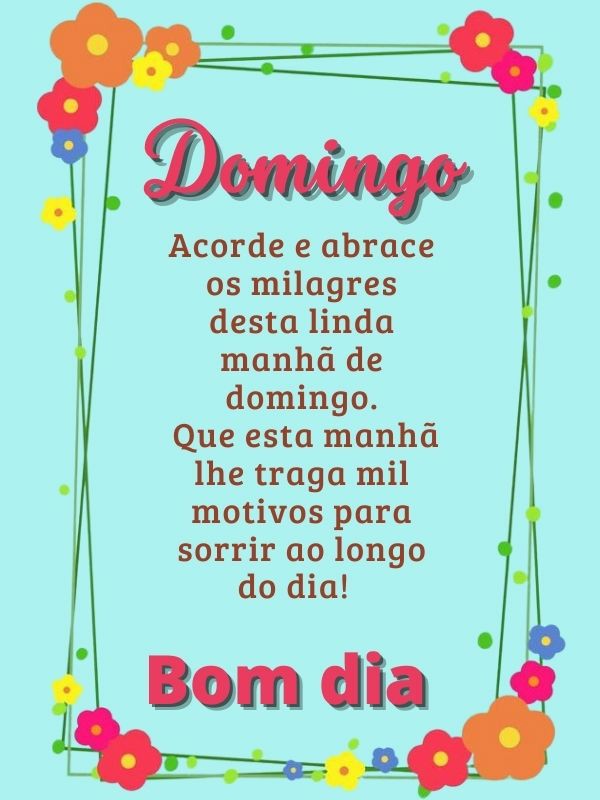 Domingo
Acorde e abrace
os milagres
desta linda
manhã de
domingo.
Que esta manhã
lhe traga mil
motivos para
sorrir ao longo
do dia!
Bom dia